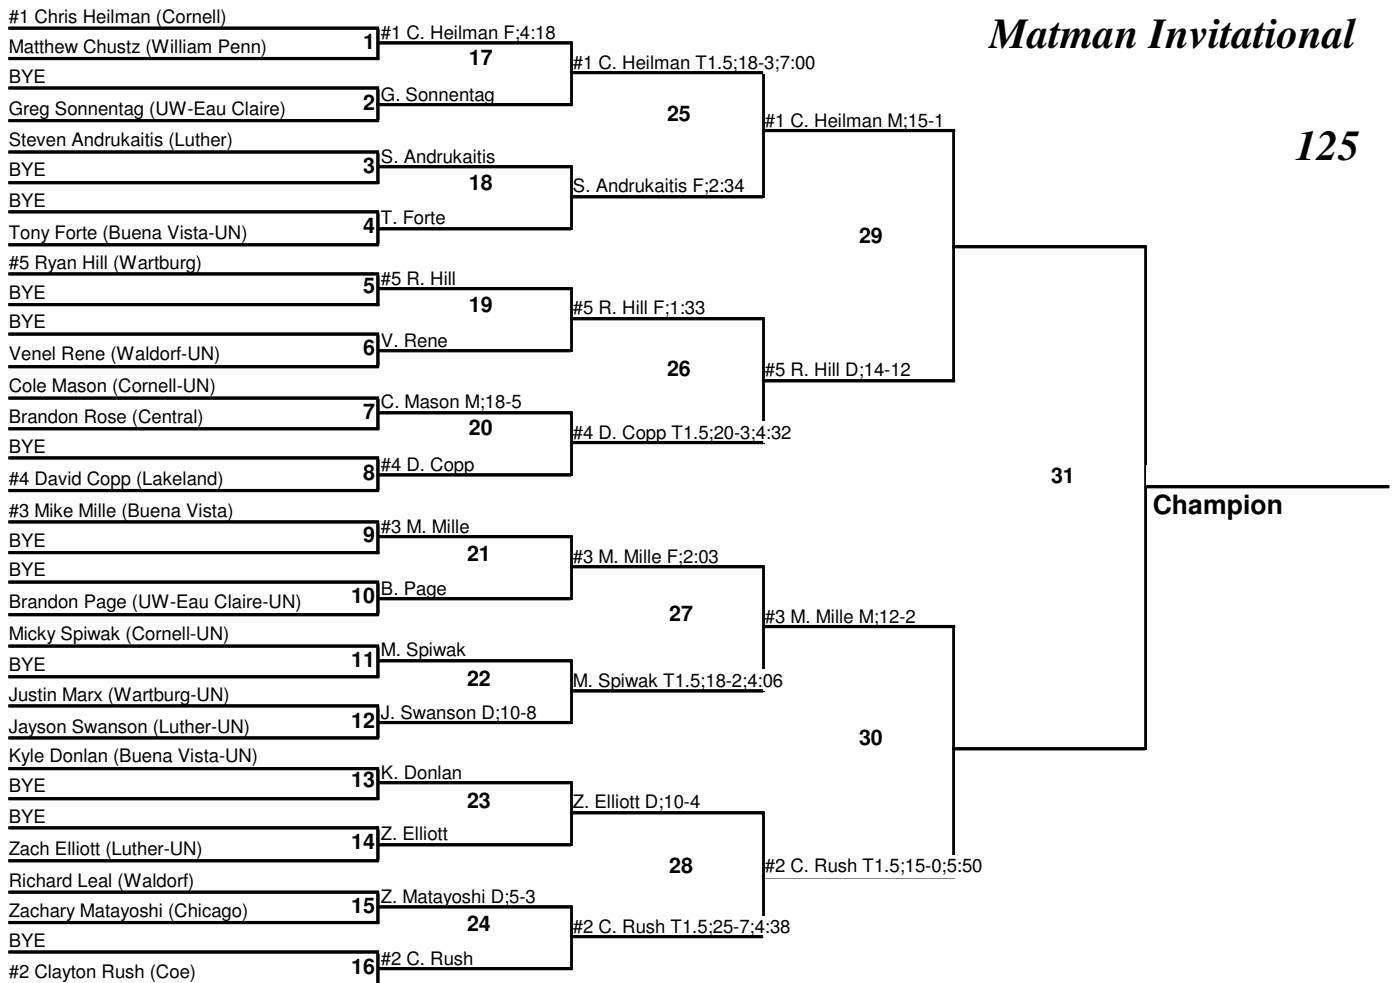 Matman Invitational
125
#1 Chris Heilman (Cornell)
Matthew Chustz (William Penn)
BYE
Greg Sonnentag (UW-Eau Claire)
Steven Andrukaitis (Luther)
BYE
BYE
Tony Forte (Buena Vista-UN)
#5 Ryan Hill (Wartburg)
BYE
BYE
Venel Rene (Waldorf-UN)
Cole Mason (Cornell-UN)
Brandon Rose (Central)
BYE
#4 David Copp (Lakeland)
#3 Mike Mille (Buena Vista)
BYE
BYE
Brandon Page (UW-Eau Claire-UN)
Micky Spiwak (Cornell-UN)
BYE
Justin Marx (Wartburg-UN)
Jayson Swanson (Luther-UN)
Kyle Donlan (Buena Vista-UN)
BYE
BYE
Zach Elliott (Luther-UN)
Richard Leal (Waldorf)
Zachary Matayoshi (Chicago)
BYE
#2 Clayton Rush (Coe)
1
2
3
4
5
6
7
8
9
10
11
12
13
14
15
16
#1 C. Heilman F;4:18
17
G. Sonnentag
S. Andrukaitis
18
T. Forte
#5 R. Hill
19
V. Rene
C. Mason M;18-5
20
#4 D. Copp
#3 M. Mille
21
B. Page
M. Spiwak
22
J. Swanson D;10-8
K. Donlan
23
Z. Elliott
Z. Matayoshi D;5-3
24
#2 C. Rush
#1 C. Heilman T1.5;18-3;7:00
25
S. Andrukaitis F;2:34
#5 R. Hill F;1:33
26
#4 D. Copp T1.5;20-3;4:32
#3 M. Mille F;2:03
27
M. Spiwak T1.5;18-2;4:06
Z. Elliott D;10-4
28
#2 C. Rush T1.5;25-7;4:38
#1 C. Heilman M;15-1
29
#5 R. Hill D;14-12
#3 M. Mille M;12-2
30
#2 C. Rush T1.5;15-0;5:50
31
Champion